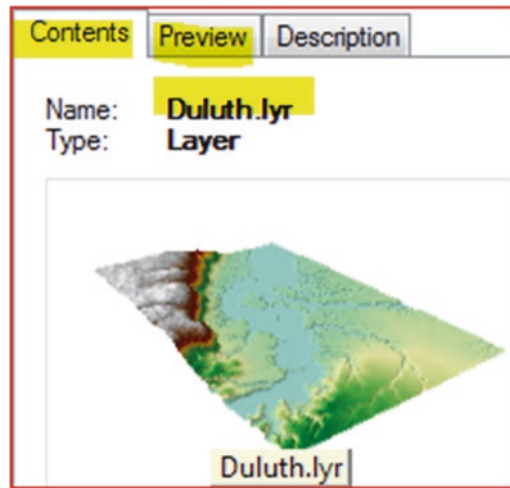 Contents Preview Description
Name: Duluth.lyr
Type: Layer
Duluth.lyr